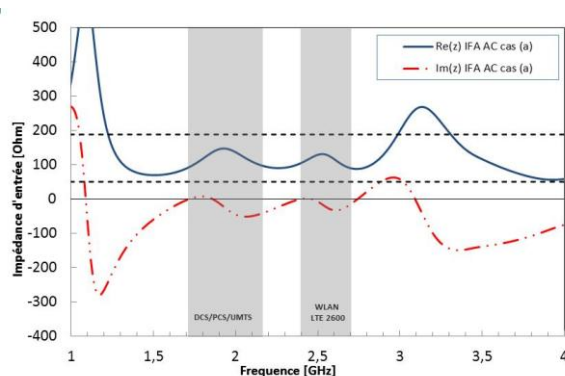 500
400
300
200
100
0
-100
-200
-300
-400
Impédance d'entrée [Ohm]
Re(z) IFA AC cas (a)
Im(z) IFA AC cas (a)
DCS/PCS/UMTS
WLAN
LTE 2600
1
1,5
2
2,5
3
3,5
4
Frequence [GHz]